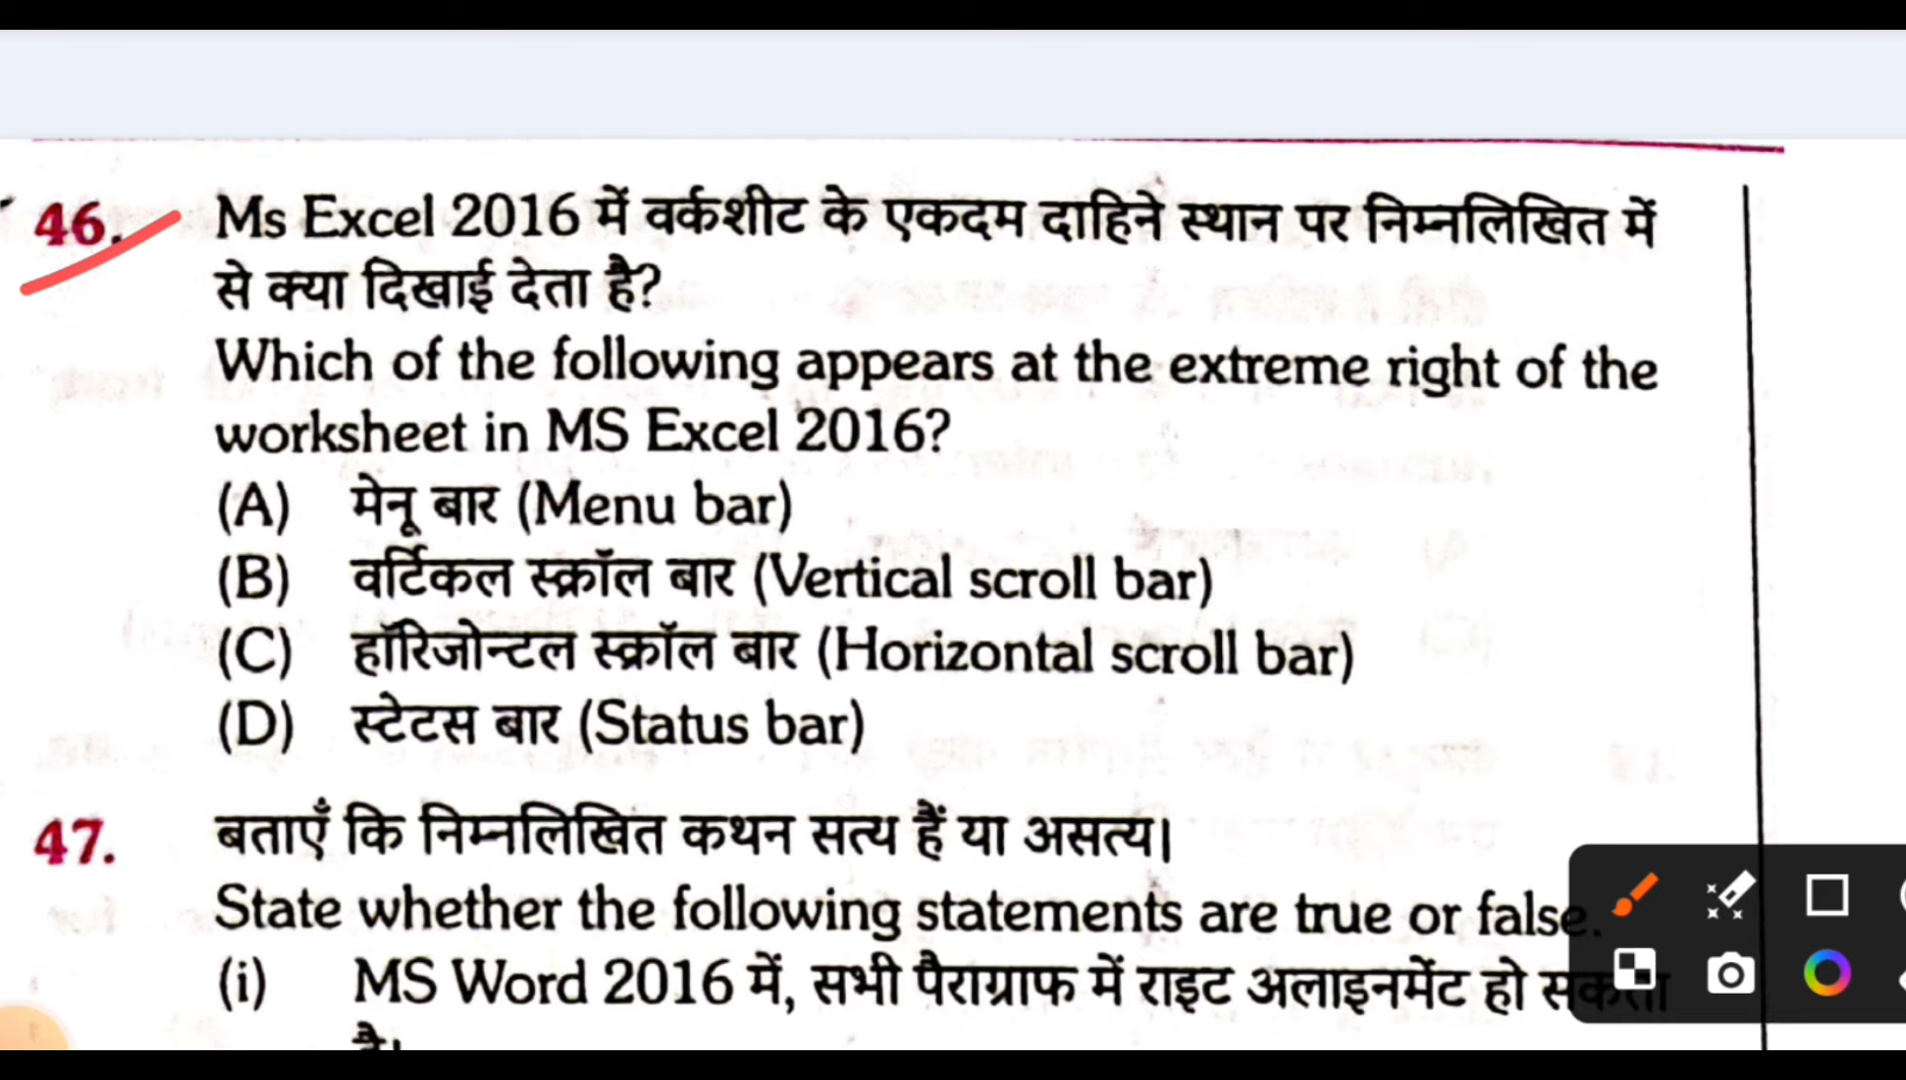 46. Ms Excel 2016 में वर्कशीट के एकदम दाहिने स्थान पर निम्नलिखित में
से क्या दिखाई देता है?
Which of the following appears at the extreme right of the
worksheet in MS Excel 2016?
(A) मेनू बार (Menu bar)
(B) वर्टिकल स्क्रॉल बार (Vertical scroll bar)
(C) हॉरिजोन्टल स्क्रॉल बार (Horizontal scroll bar)
(D) स्टेटस बार (Status bar)
47. बताएँ कि निम्नलिखित कथन सत्य हैं या असत्य।
State whether the following statements are true or false.
(i) MS Word 2016 में, सभी पैराग्राफ में राइट अलाइनमेंट हो सकता
है।